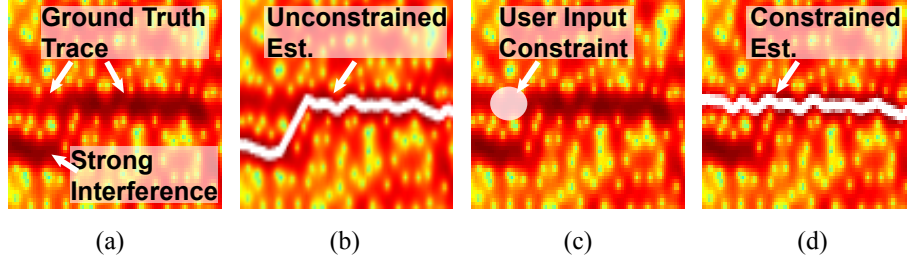 Ground Truth
Trace
Strong
Interference
Unconstrained
Est.
User Input
Constraint
Constrained
Est.
(a)
(b)
(c)
(d)